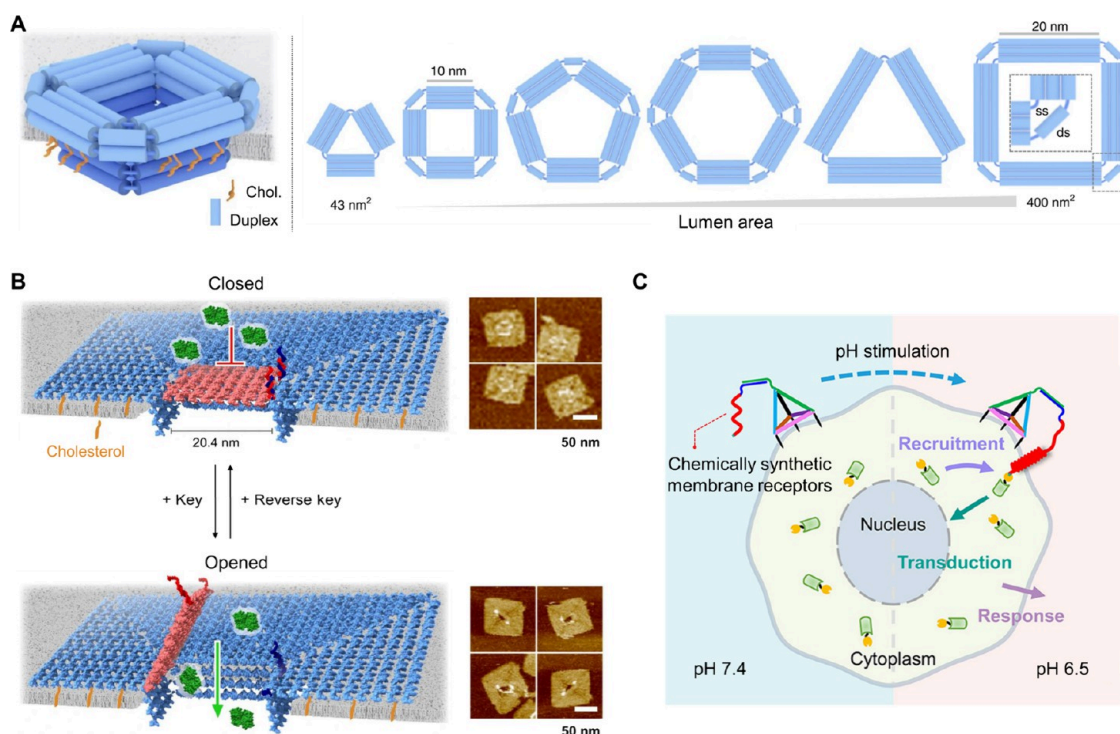 A
Chol.
Duplex
10 nm
20 nm
ss
ds
43 nm²
400 nm²
Lumen area
B
Closed
Cholesterol
20.4 nm
50 nm
+ Key
+ Reverse key
Opened
50 nm
C
pH stimulation
Recruitment
Chemically synthetic
membrane receptors
Nucleus
Transduction
Response
Cytoplasm
pH 7.4
pH 6.5